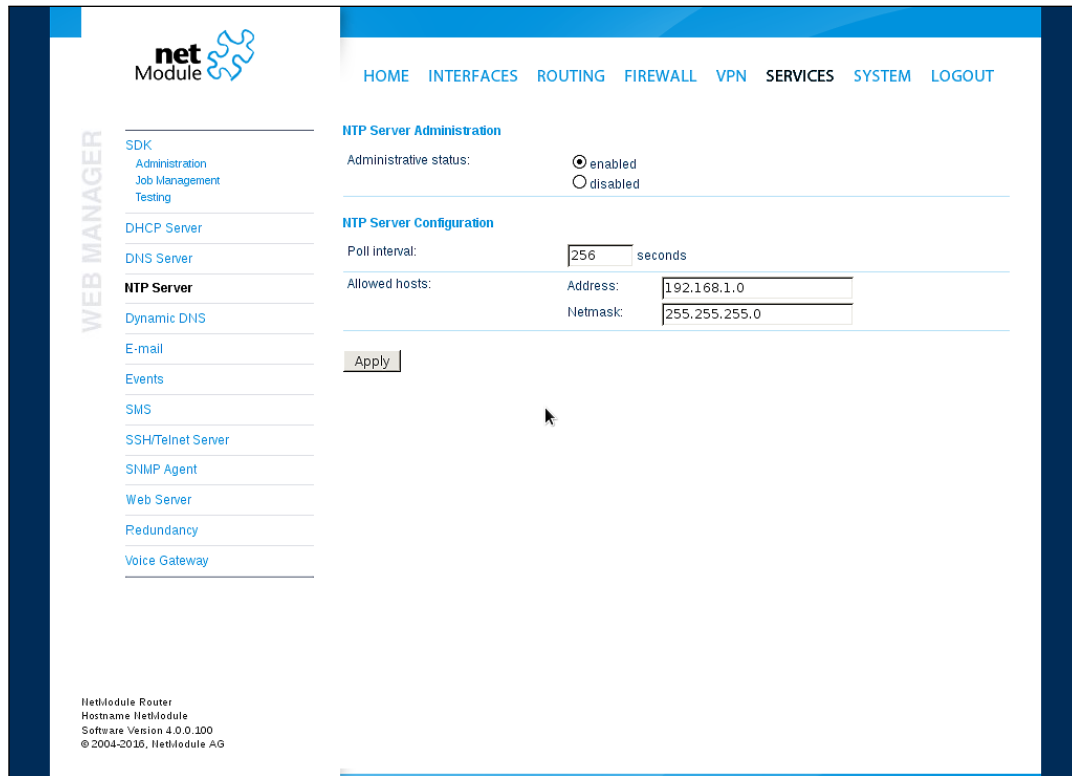 net
Module
HOME INTERFACES ROUTING FIREWALL VPN SERVICES SYSTEM LOGOUT
WEB MANAGER
SDK
Administration
Job Management
Testing
DHCP Server
DNS Server
NTP Server
Dynamic DNS
E-mail
Events
SMS
SSH/Telnet Server
SNMP Agent
Web Server
Redundancy
Voice Gateway
NTP Server Administration
Administrative status:
enabled
disabled
NTP Server Configuration
Poll interval: 256 seconds
Allowed hosts: Address: 192.168.1.0
Netmask: 255.255.255.0
Apply
NetModule Router
Hostname NetModule
Software Version 4.0.0.100
© 2004-2016, NetModule AG